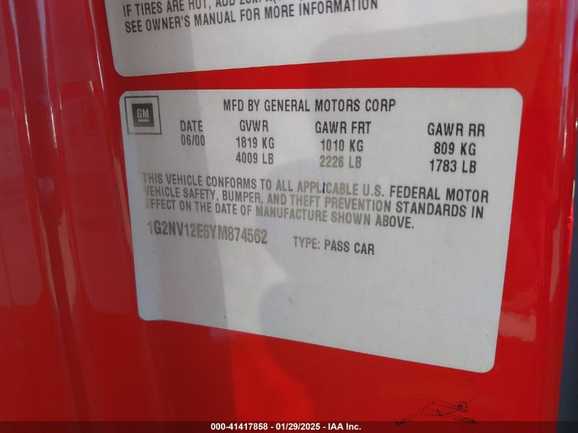 IF TIRES ARE HOT, ADD
SEE OWNER'S MANUAL FOR MORE INFORMATION
GM
MFD BY GENERAL MOTORS CORP
DATE GVWR GAWR FRT GAWR RR
06/00 1819 KG 1010 KG 809 KG
4009 LB 2226 LB 1783 LB
THIS VEHICLE CONFORMS TO ALL APPLICABLE U.S. FEDERAL MOTOR
VEHICLE SAFETY, BUMPER, AND THEFT PREVENTION STANDARDS IN
EFFECT ON THE DATE OF MANUFACTURE SHOWN ABOVE.
1G2NV12E6YM874562 TYPE: PASS CAR
000-41417858 - 01/29/2025 - IAA Inc.